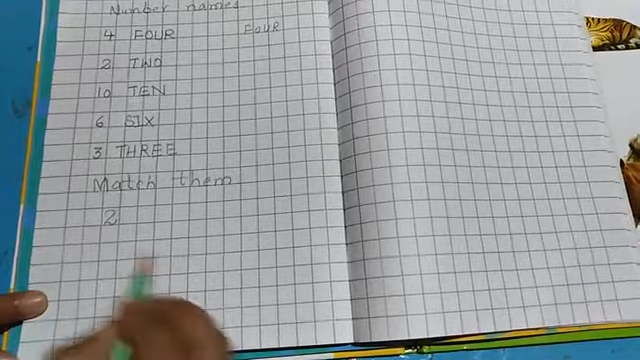 Number names
4 FOUR FOUR
2 TWO
10 TEN
6 SIX
3 THREE
Match them
2